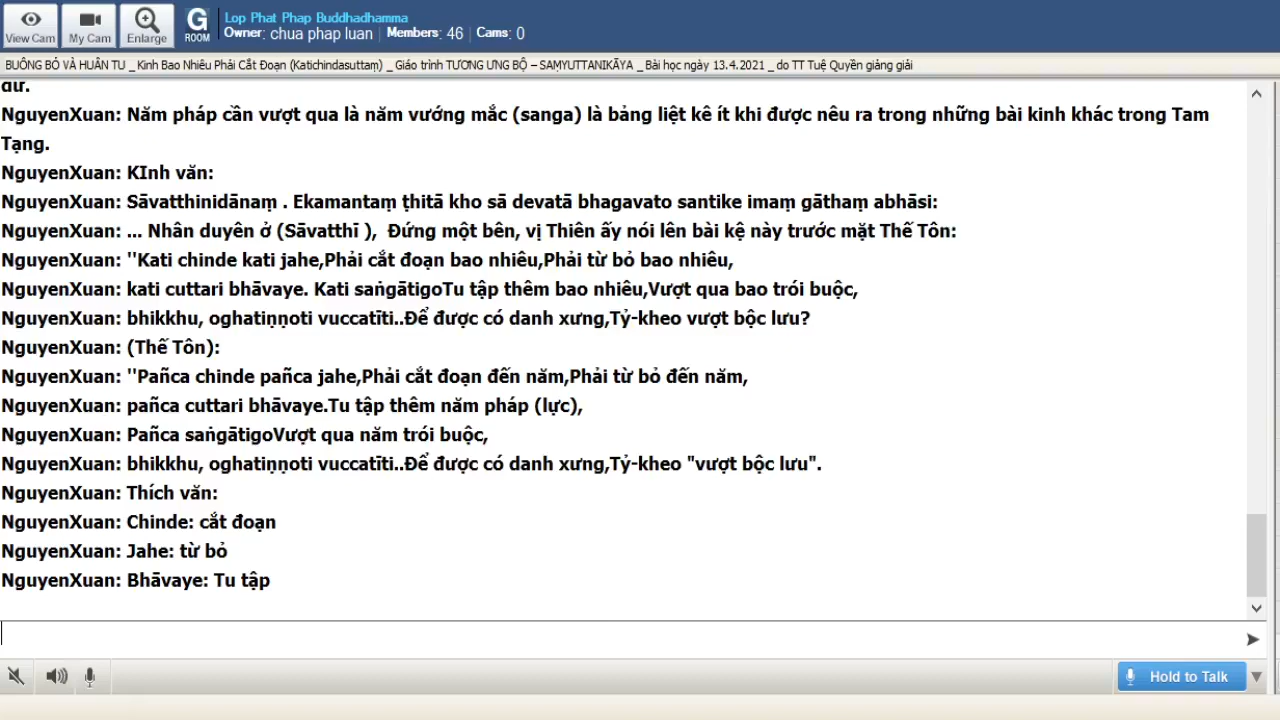 View Cam
My Cam
Enlarge
G
ROOM
Lop Phat Phap Buddhadhamma
Owner: chua phap luan Members: 46 Cams: 0
BUÔNG BỎ VÀ HUÂN TU _ Kinh Bao Nhiêu Phải Cắt Đoạn (Katichindasuttaṃ) _ Giáo trình TƯƠNG ƯNG BỘ – SAṂYUTTANIKĀYA _ Bài học ngày 13.4.2021 _ do TT Tuệ Quyền giảng giải
dư.
NguyenXuan: Năm pháp cần vượt qua là năm vướng mắc (sanga) là bảng liệt kê ít khi được nêu ra trong những bài kinh khác trong Tam
Tạng.
NguyenXuan: KInh văn:
NguyenXuan: Sāvatthinidānaṃ . Ekamantaṃ ṭhitā kho sā devatā bhagavato santike imaṃ gāthaṃ abhāsi:
NguyenXuan: ... Nhân duyên ở (Sāvatthī ), Đứng một bên, vị Thiên ấy nói lên bài kệ này trước mặt Thế Tôn:
NguyenXuan: ''Kati chinde kati jahe,Phải cắt đoạn bao nhiêu,Phải từ bỏ bao nhiêu,
NguyenXuan: kati cuttari bhāvaye. Kati saṅgātigoTu tập thêm bao nhiêu,Vượt qua bao trói buộc,
NguyenXuan: bhikkhu, oghatiṇṇoti vuccatīti..Để được có danh xưng,Tỷ-kheo vượt bộc lưu?
NguyenXuan: (Thế Tôn):
NguyenXuan: ''Pañca chinde pañca jahe,Phải cắt đoạn đến năm,Phải từ bỏ đến năm,
NguyenXuan: pañca cuttari bhāvaye.Tu tập thêm năm pháp (lực),
NguyenXuan: Pañca saṅgātigoVượt qua năm trói buộc,
NguyenXuan: bhikkhu, oghatiṇṇoti vuccatīti..Để được có danh xưng,Tỷ-kheo "vượt bộc lưu".
NguyenXuan: Thích văn:
NguyenXuan: Chinde: cắt đoạn
NguyenXuan: Jahe: từ bỏ
NguyenXuan: Bhāvaye: Tu tập
Hold to Talk